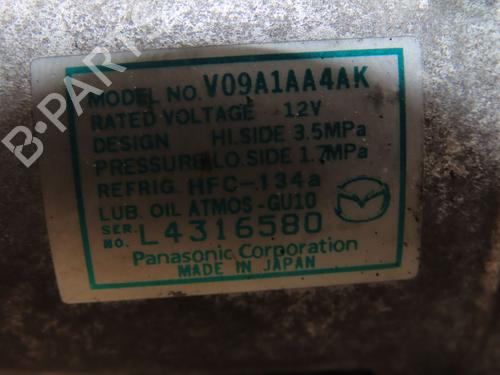 MODEL NO. V09A1AA4AK
RATED VOLTAGE 12V
DESIGN HI.SIDE 3.5MPa
PRESSURE LO.SIDE 1.7MPa
REFRIG. HFC-134a
LUB. OIL ATMOS-GU10
SER. NO. L4316580
Panasonic Corporation
MADE IN JAPAN
B-PARTS